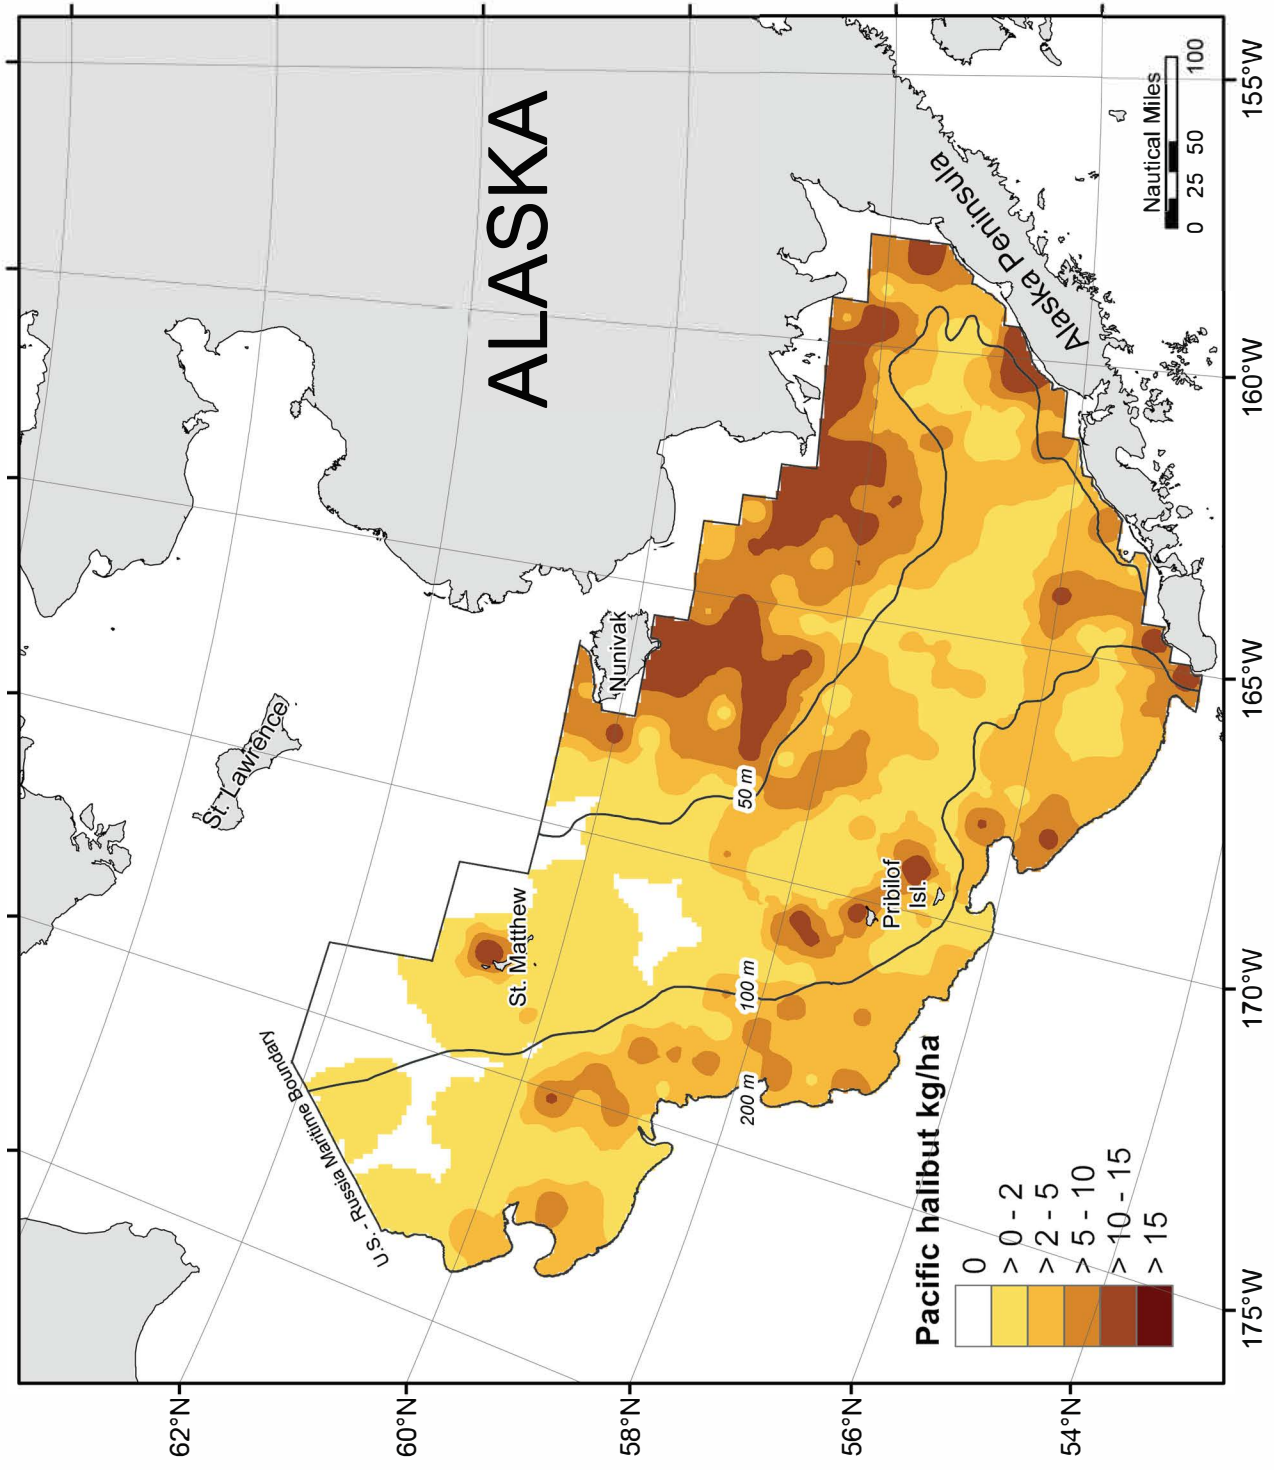 ALASKA
St. Lawrence
Nunivak
St. Matthew
Pribilof
Isl.
Alaska Peninsula
U.S. - Russia Maritime Boundary
50 m
100 m
200 m
Pacific halibut kg/ha
0
> 0 - 2
> 2 - 5
> 5 - 10
> 10 - 15
> 15
Nautical Miles
0 25 50 100
62°N
60°N
58°N
56°N
54°N
175°W
170°W
165°W
160°W
155°W